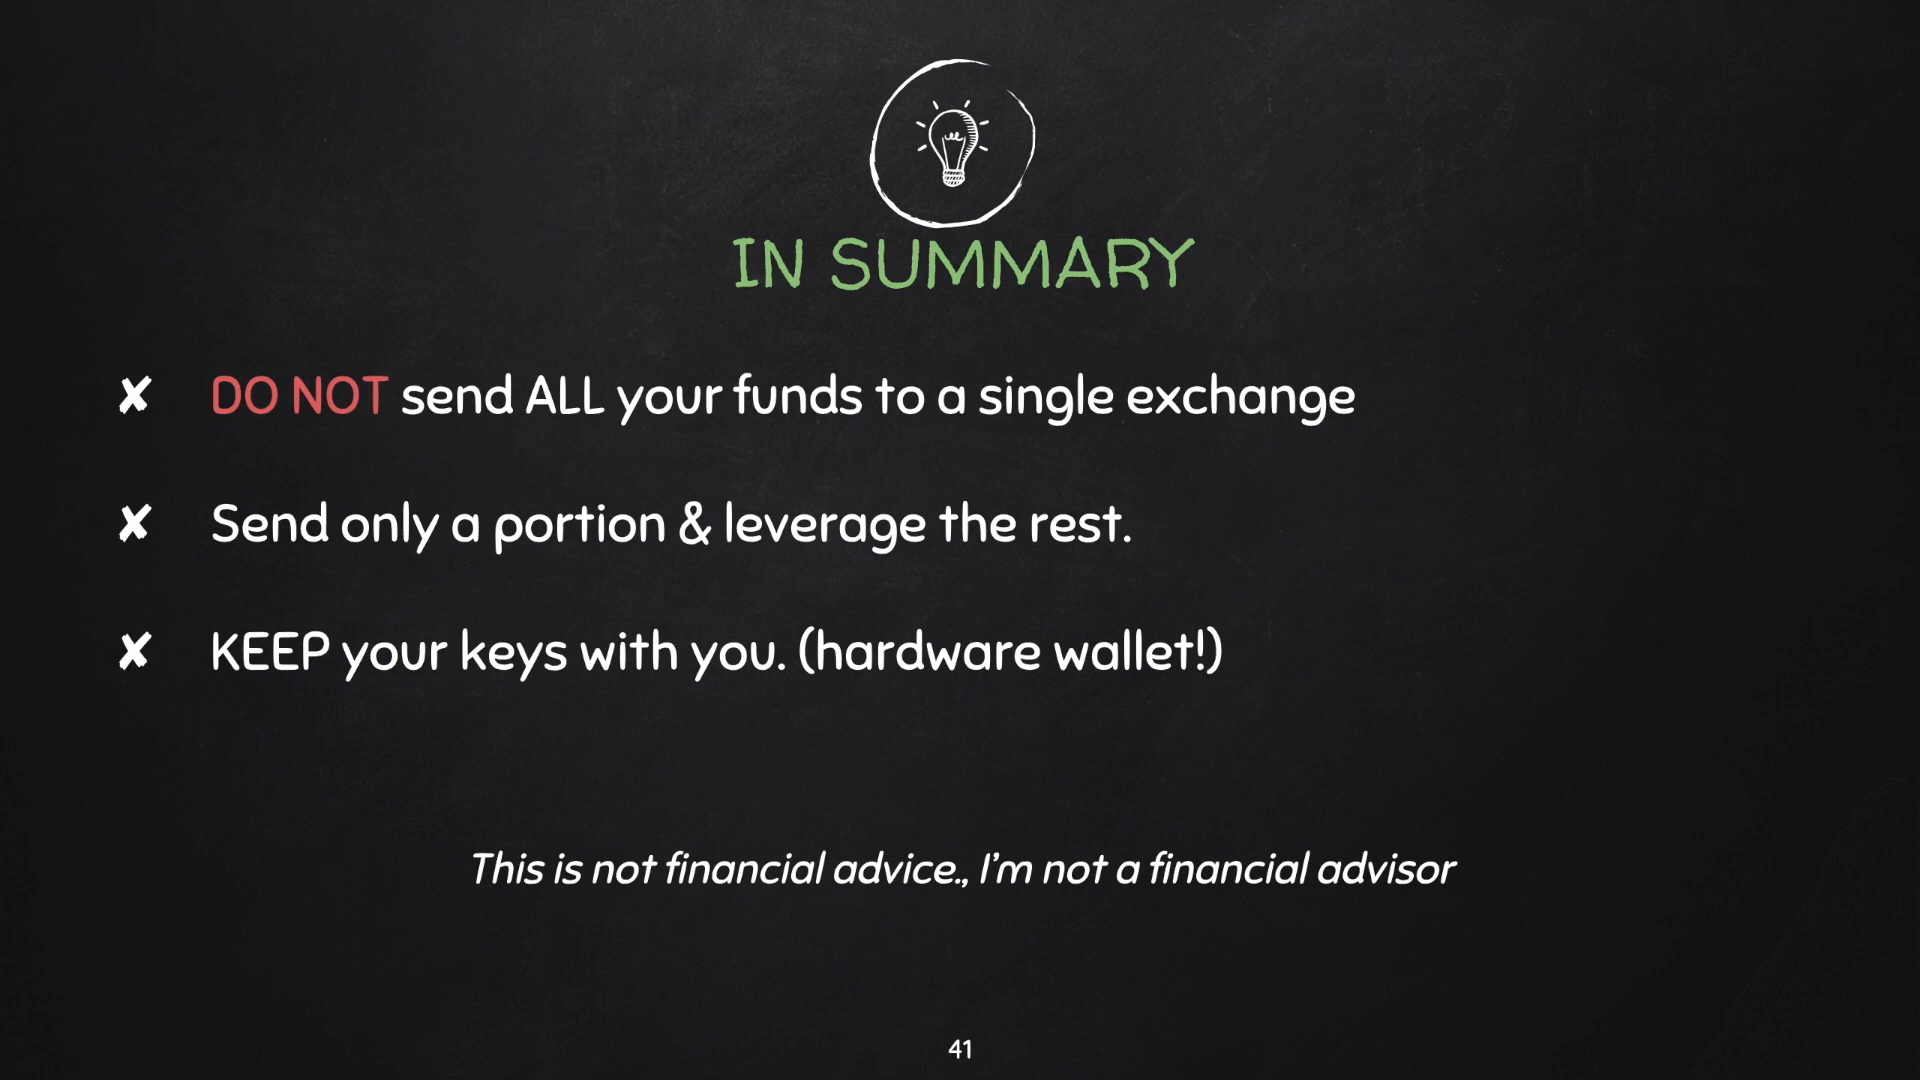 IN SUMMARY
✘ DO NOT send ALL your funds to a single exchange
✘ Send only a portion & leverage the rest.
✘ KEEP your keys with you. (hardware wallet!)
This is not financial advice., I'm not a financial advisor
41